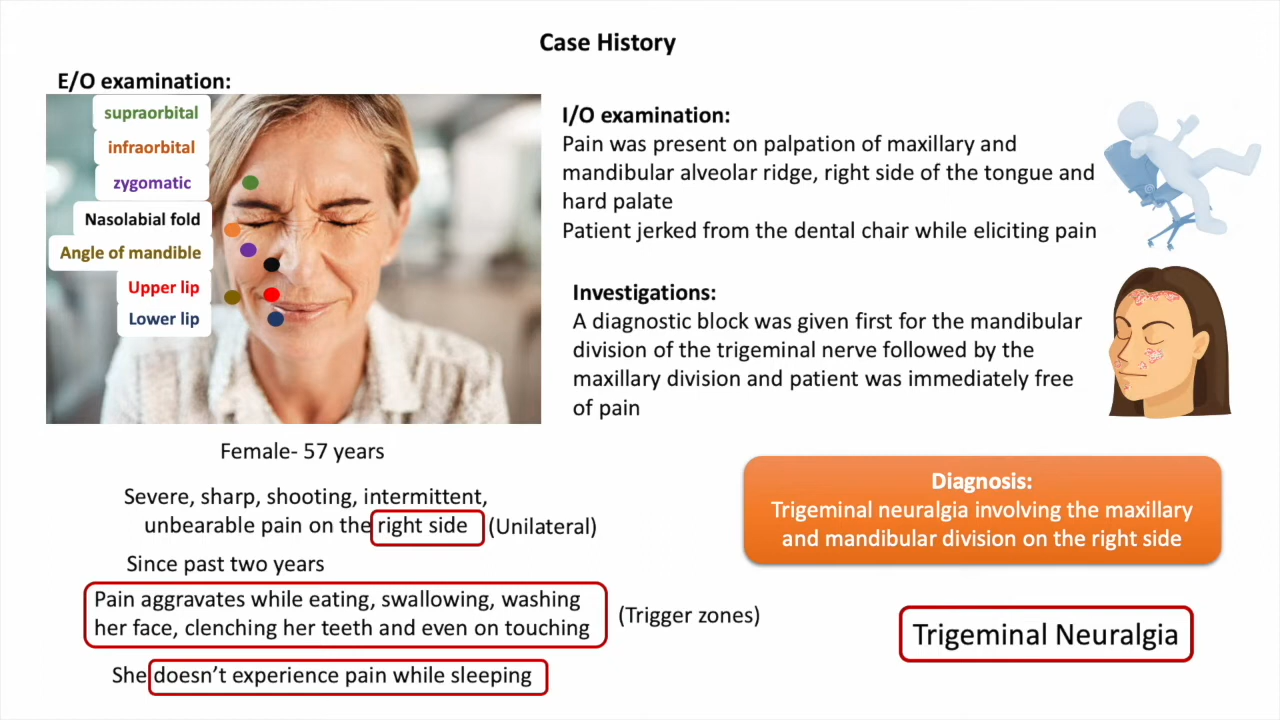 Case History
E/O examination:
supraorbital
infraorbital
zygomatic
Nasolabial fold
Angle of mandible
Upper lip
Lower lip
Female- 57 years
Severe, sharp, shooting, intermittent,
unbearable pain on the right side (Unilateral)
Since past two years
Pain aggravates while eating, swallowing, washing
her face, clenching her teeth and even on touching
(Trigger zones)
She doesn’t experience pain while sleeping
I/O examination:
Pain was present on palpation of maxillary and
mandibular alveolar ridge, right side of the tongue and
hard palate
Patient jerked from the dental chair while eliciting pain
Investigations:
A diagnostic block was given first for the mandibular
division of the trigeminal nerve followed by the
maxillary division and patient was immediately free
of pain
Diagnosis:
Trigeminal neuralgia involving the maxillary
and mandibular division on the right side
Trigeminal Neuralgia